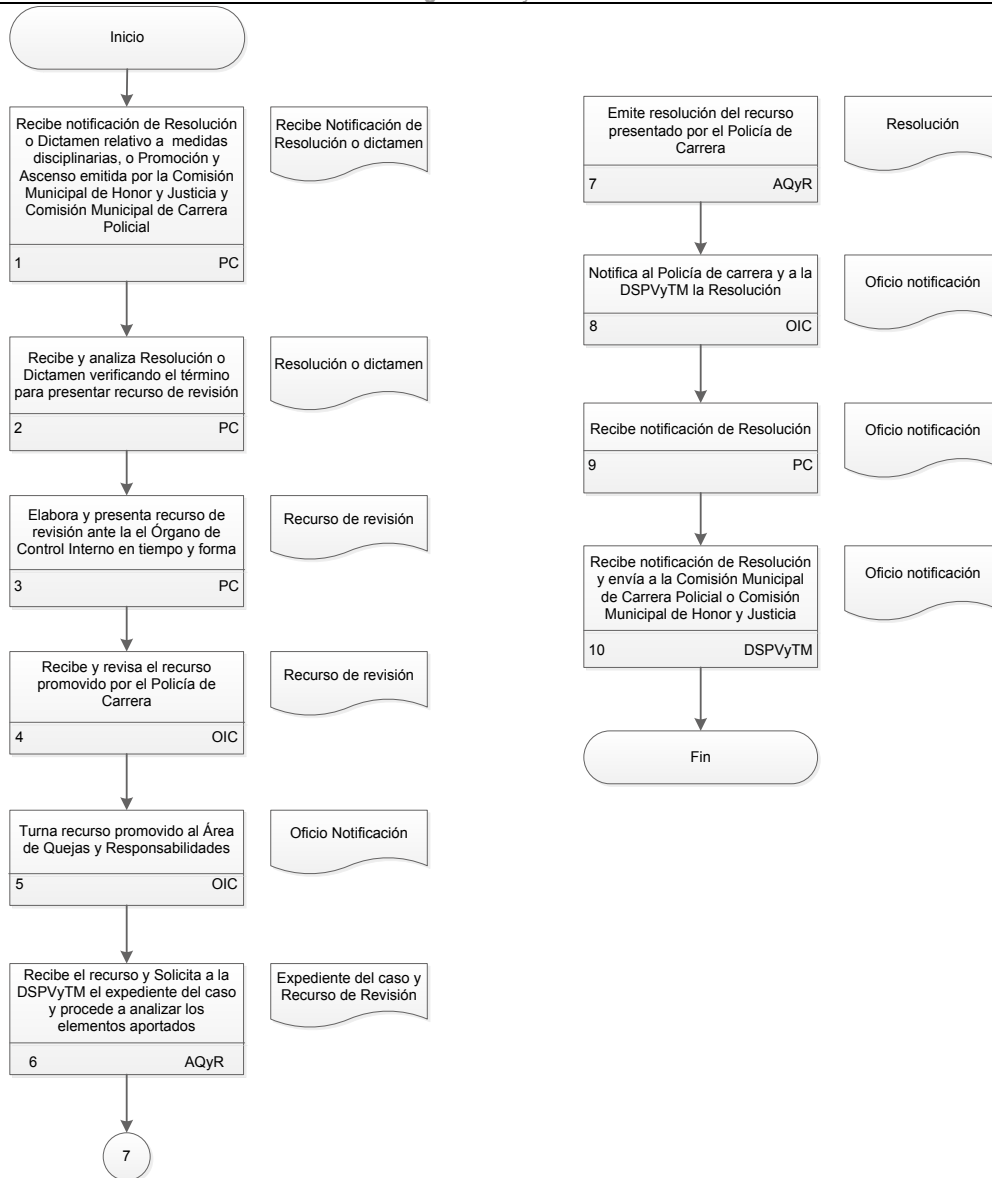 Inicio
Recibe notificación de Resolución
o Dictamen relativo a medidas
disciplinarias, o Promoción y
Ascenso emitida por la Comisión
Municipal de Honor y Justicia y
Comisión Municipal de Carrera
Policial
1 PC
Recibe Notificación de
Resolución o dictamen
Recibe y analiza Resolución o
Dictamen verificando el término
para presentar recurso de revisión
2 PC
Resolución o dictamen
Elabora y presenta recurso de
revisión ante la el Órgano de
Control Interno en tiempo y forma
3 PC
Recurso de revisión
Recibe y revisa el recurso
promovido por el Policía de
Carrera
4 OIC
Recurso de revisión
Turna recurso promovido al Área
de Quejas y Responsabilidades
5 OIC
Oficio Notificación
Recibe el recurso y Solicita a la
DSPVyTM el expediente del caso
y procede a analizar los
elementos aportados
6 AQyR
Expediente del caso y
Recurso de Revisión
7
Emite resolución del recurso
presentado por el Policía de
Carrera
7 AQyR
Resolución
Notifica al Policía de carrera y a la
DSPVyTM la Resolución
8 OIC
Oficio notificación
Recibe notificación de Resolución
9 PC
Oficio notificación
Recibe notificación de Resolución
y envía a la Comisión Municipal
de Carrera Policial o Comisión
Municipal de Honor y Justicia
10 DSPVyTM
Oficio notificación
Fin